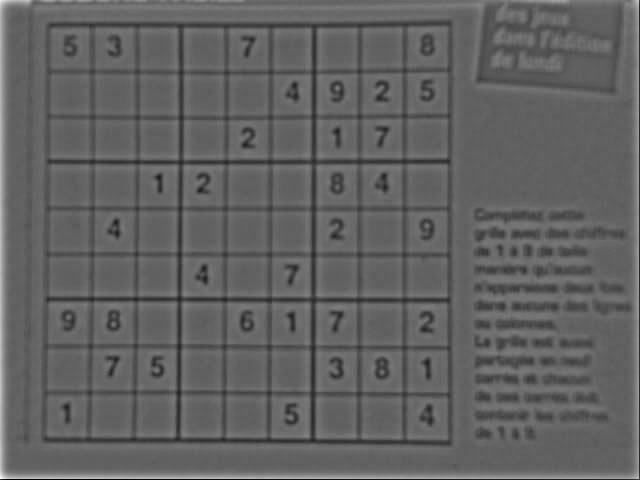 des jeux
dans l'édition
de lundi
5 3 7 8
4 9 2 5
2 1 7
1 2 8 4
4 2 9
4 7
9 8 6 1 7 2
7 5 3 8 1
1 5 4
Complétez cette
grille avec des chiffres
de 1 à 9 de telle
manière qu'aucun
n'apparaisse deux fois
dans aucune des lignes
ou colonnes.
La grille est aussi
partagée en neuf
carrés et chacun
de ces carrés doit
contenir les chiffres
de 1 à 9.